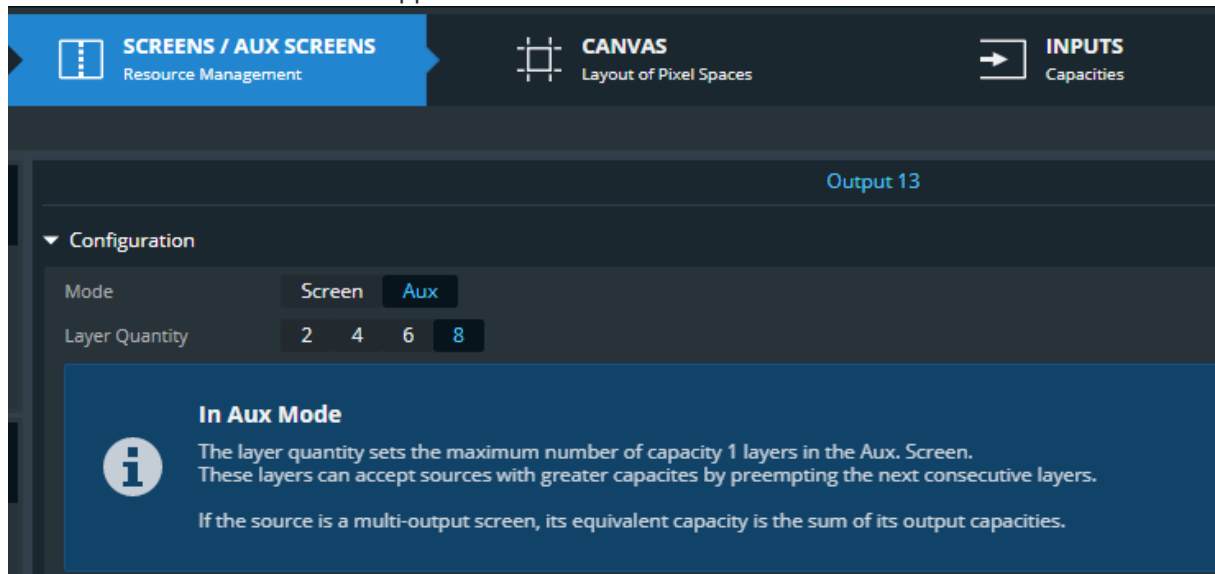 SCREENS / AUX SCREENS
Resource Management
CANVAS
Layout of Pixel Spaces
INPUTS
Capacities
Output 13
Configuration
Mode
Screen Aux
Layer Quantity
2 4 6 8
In Aux Mode
The layer quantity sets the maximum number of capacity 1 layers in the Aux. Screen.
These layers can accept sources with greater capacites by preempting the next consecutive layers.
If the source is a multi-output screen, its equivalent capacity is the sum of its output capacities.